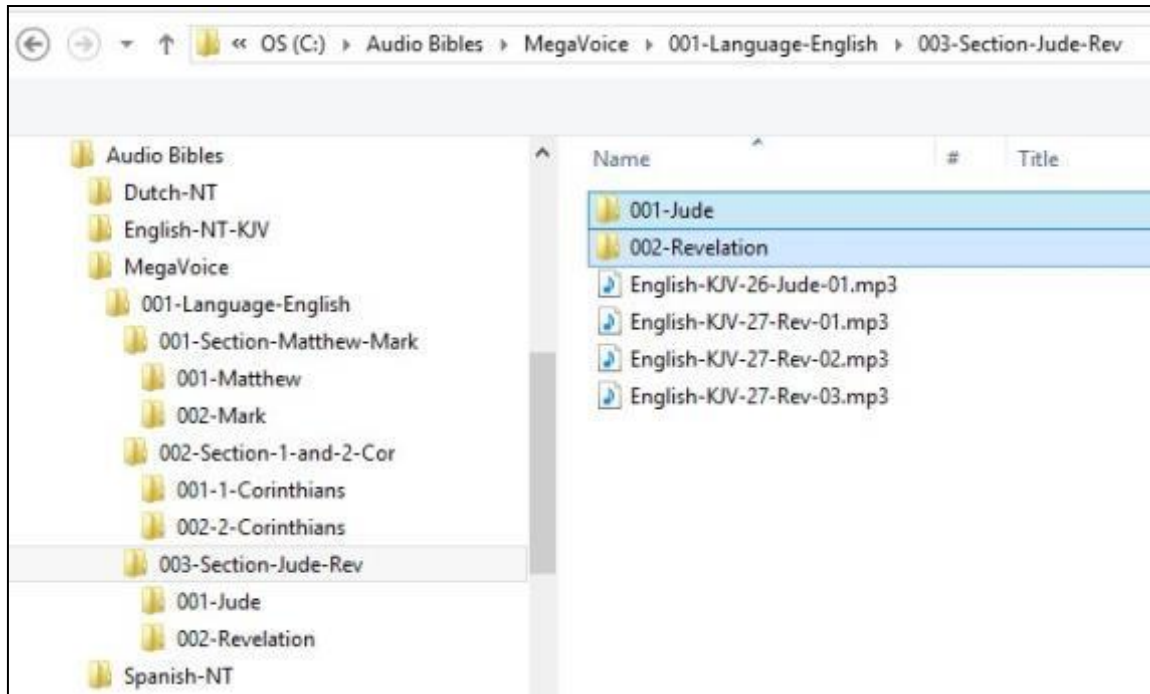 « OS (C:) ▸ Audio Bibles ▸ MegaVoice ▸ 001-Language-English ▸ 003-Section-Jude-Rev
Audio Bibles
Dutch-NT
English-NT-KJV
MegaVoice
001-Language-English
001-Section-Matthew-Mark
001-Matthew
002-Mark
002-Section-1-and-2-Cor
001-1-Corinthians
002-2-Corinthians
003-Section-Jude-Rev
001-Jude
002-Revelation
Spanish-NT
Name # Title
001-Jude
002-Revelation
English-KJV-26-Jude-01.mp3
English-KJV-27-Rev-01.mp3
English-KJV-27-Rev-02.mp3
English-KJV-27-Rev-03.mp3